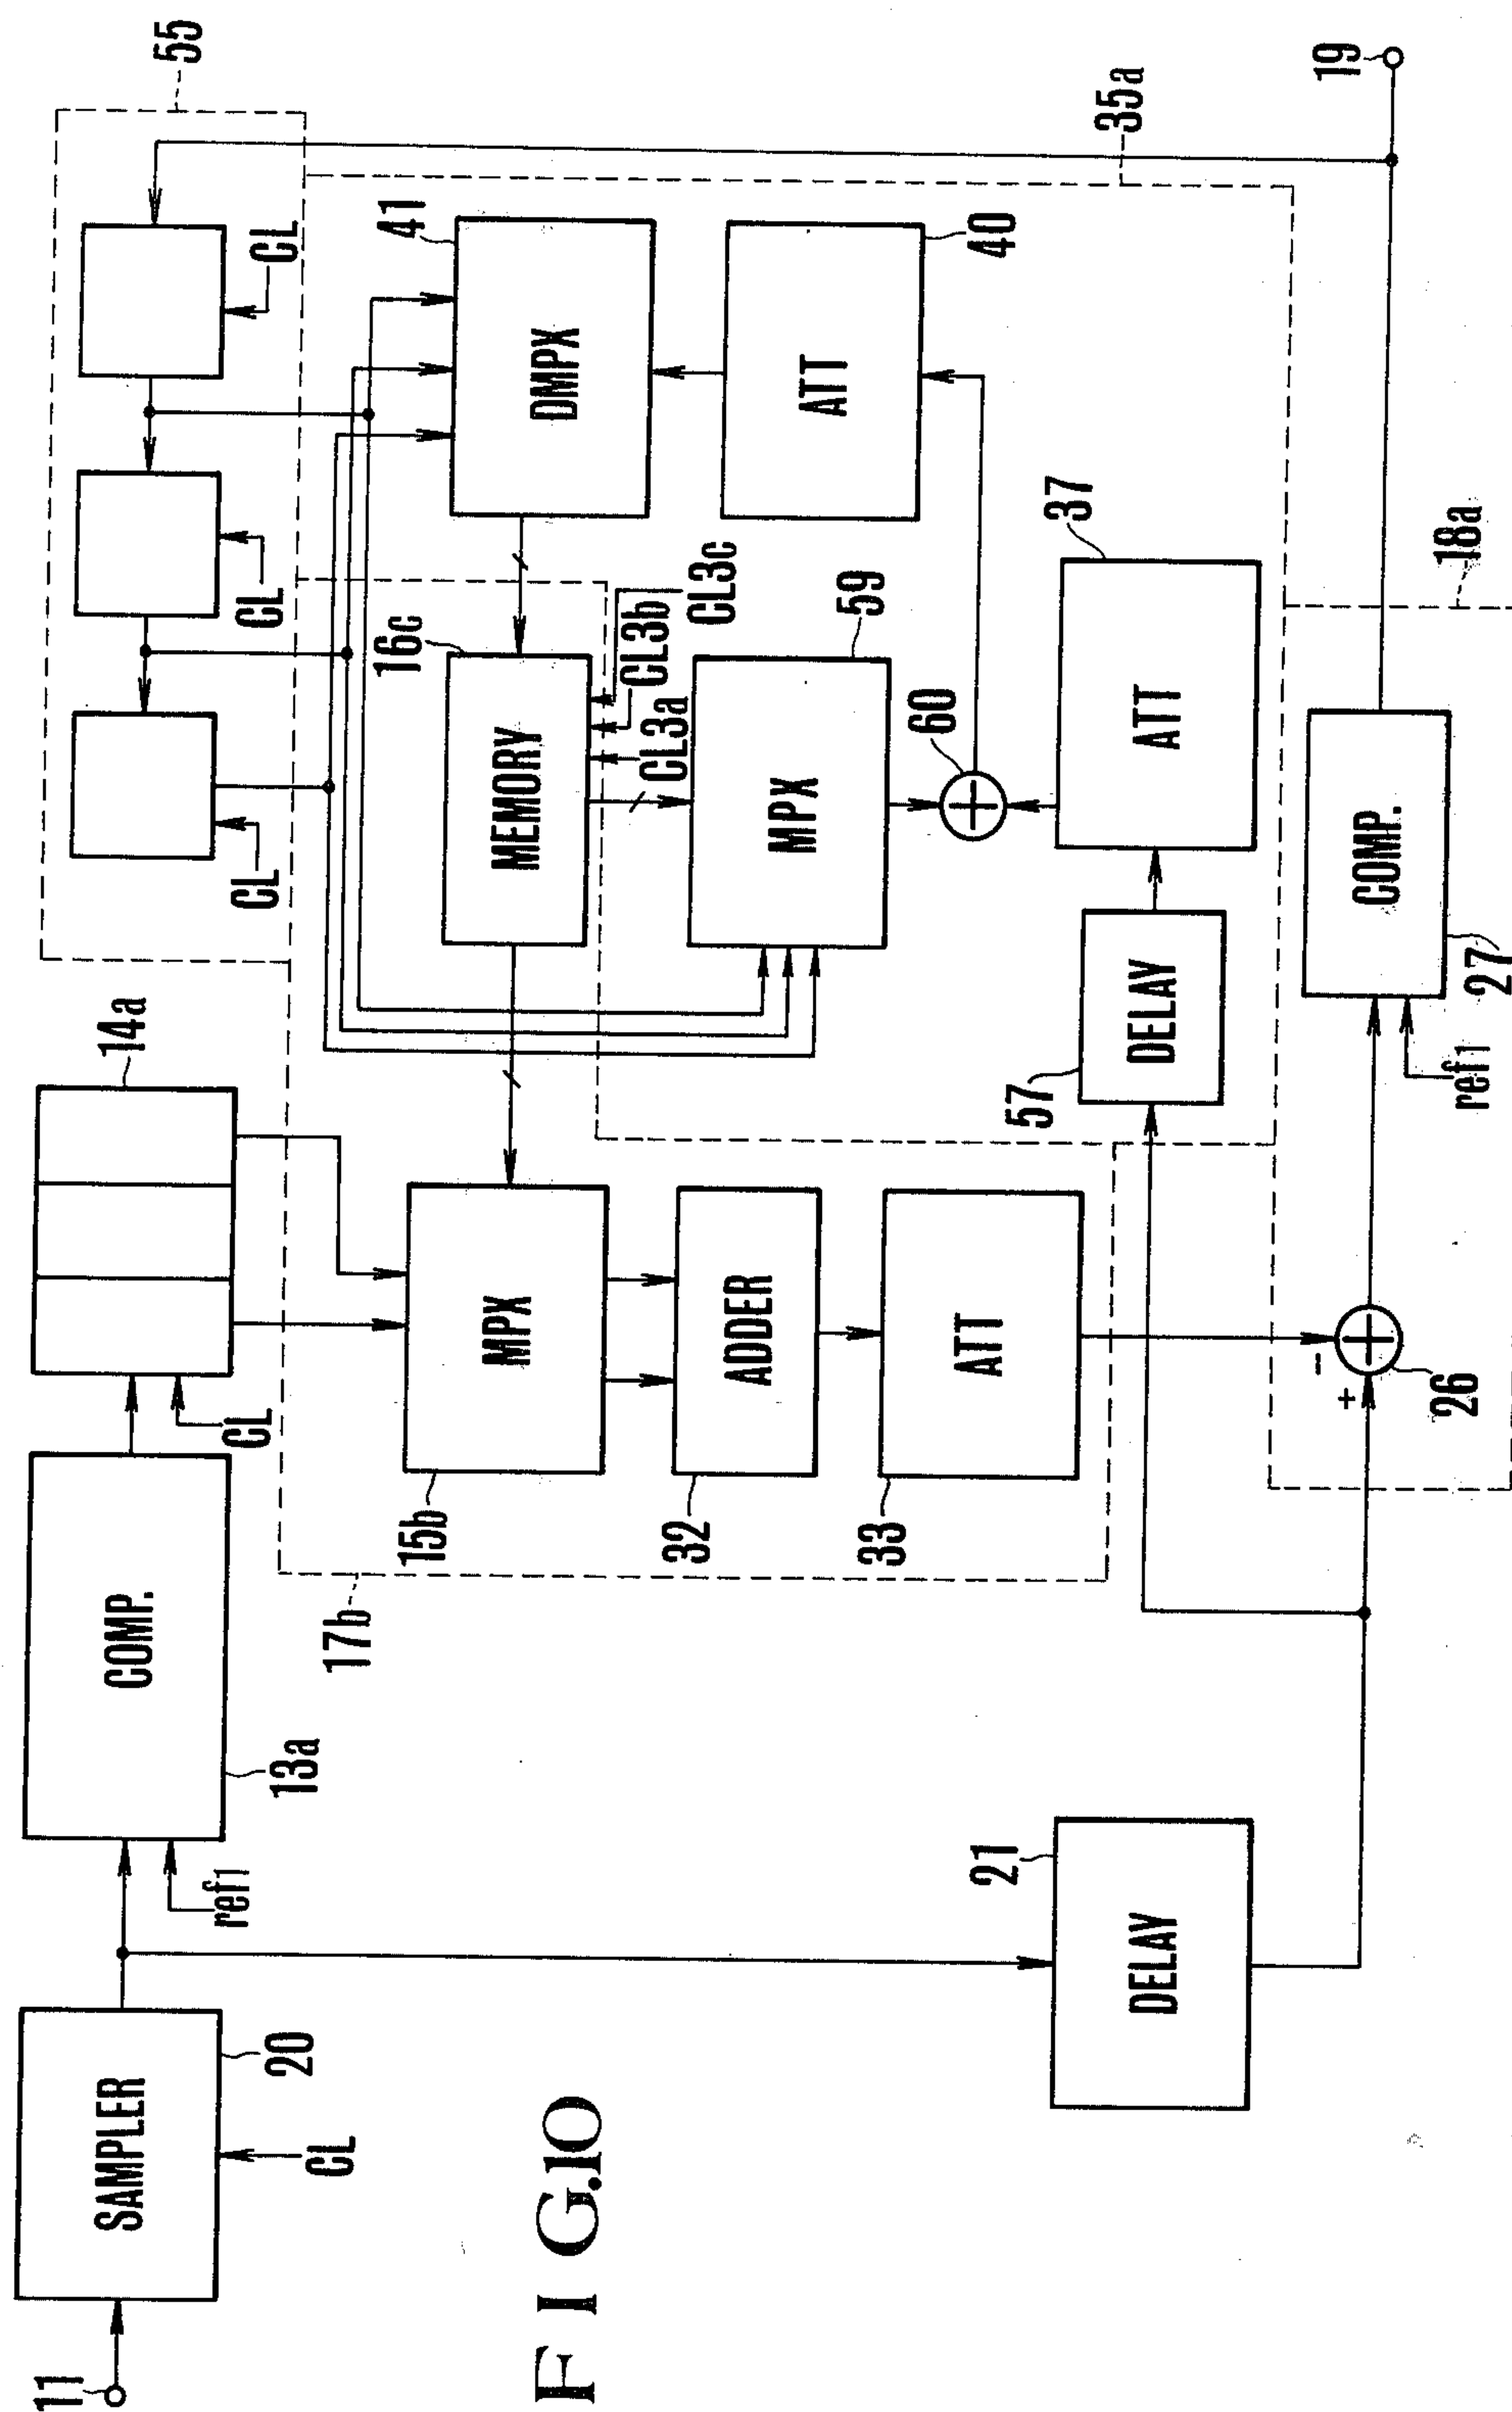 11
SAMPLER
20
CL
COMP.
13a
ref1
14a
CL
55
CL
CL
CL
17b
MPX
15b
ADDER
32
ATT
33
MEMORY
16c
CL3a
CL3b
CL3c
MPX
59
DMPX
41
ATT
40
60
ATT
37
DELAY
57
35a
DELAY
21
+
-
26
COMP.
27
ref1
18a
19
FIG.10